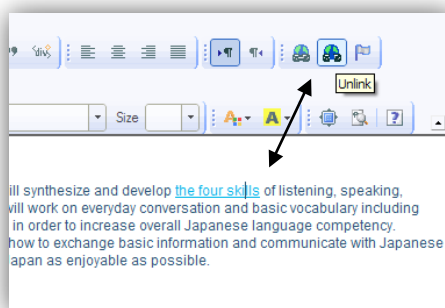 Unlink
Size
ill synthesize and develop the four skills of listening, speaking,
will work on everyday conversation and basic vocabulary including
in order to increase overall Japanese language competency.
how to exchange basic information and communicate with Japanese
apan as enjoyable as possible.